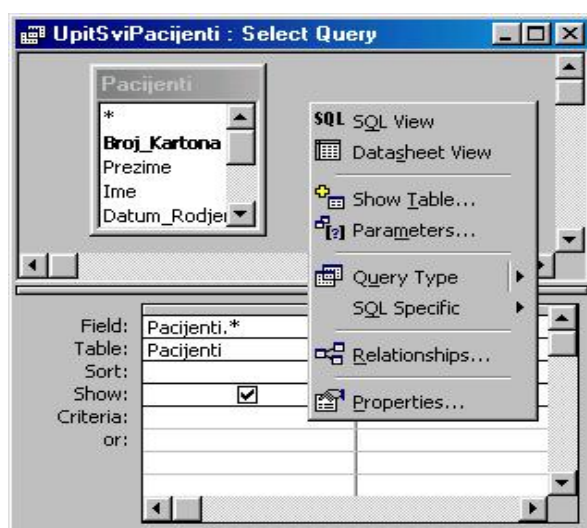 UpitSviPacijenti : Select Query
Pacijenti
*
Broj_Kartona
Prezime
Ime
Datum_Rodjei
SQL SQL View
Datasheet View
Show Table...
Parameters...
Query Type
SQL Specific
Relationships...
Properties...
Field: Pacijenti.*
Table: Pacijenti
Sort:
Show:
Criteria:
or: